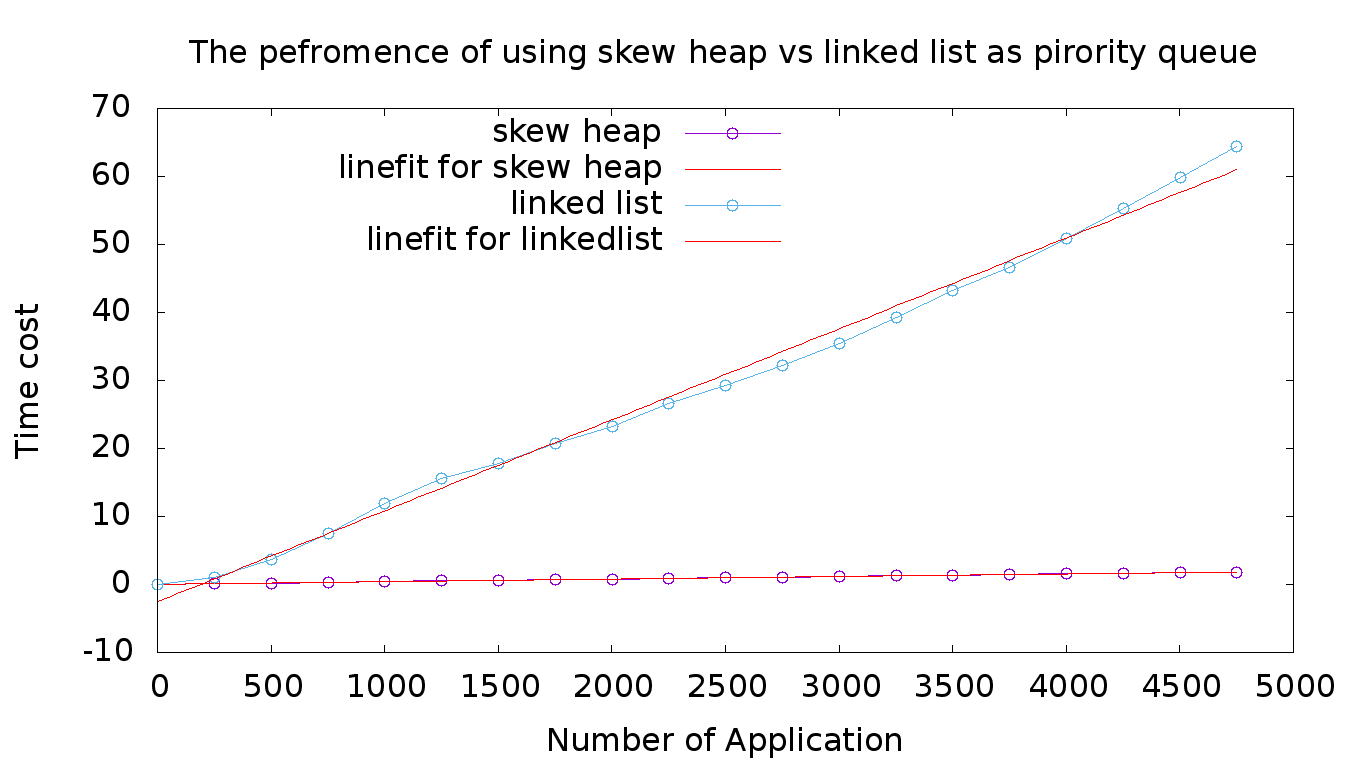 The pefromence of using skew heap vs linked list as pirority queue
70
60
50
40
30
20
10
0
-10
Time cost
skew heap
linefit for skew heap
linked list
linefit for linkedlist
0 500 1000 1500 2000 2500 3000 3500 4000 4500 5000
Number of Application